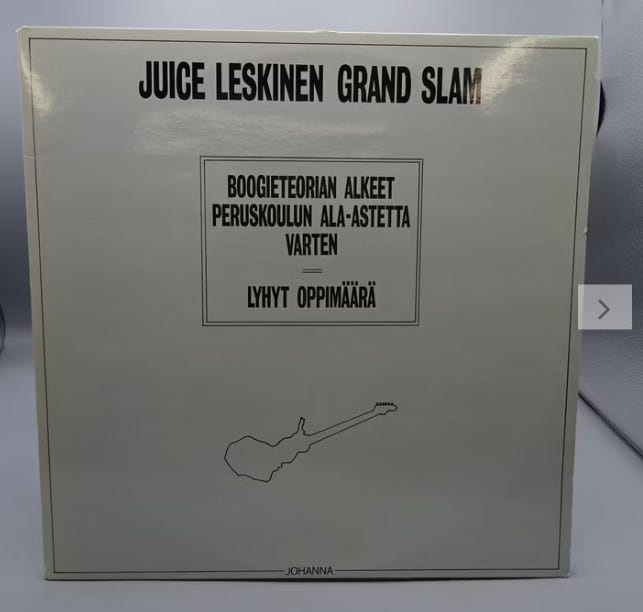 JUICE LESKINEN GRAND SLAM
BOOGIETEORIAN ALKEET
PERUSKOULUN ALA-ASTETTA
VARTEN
LYHYT OPPIMÄÄRÄ
JOHANNA